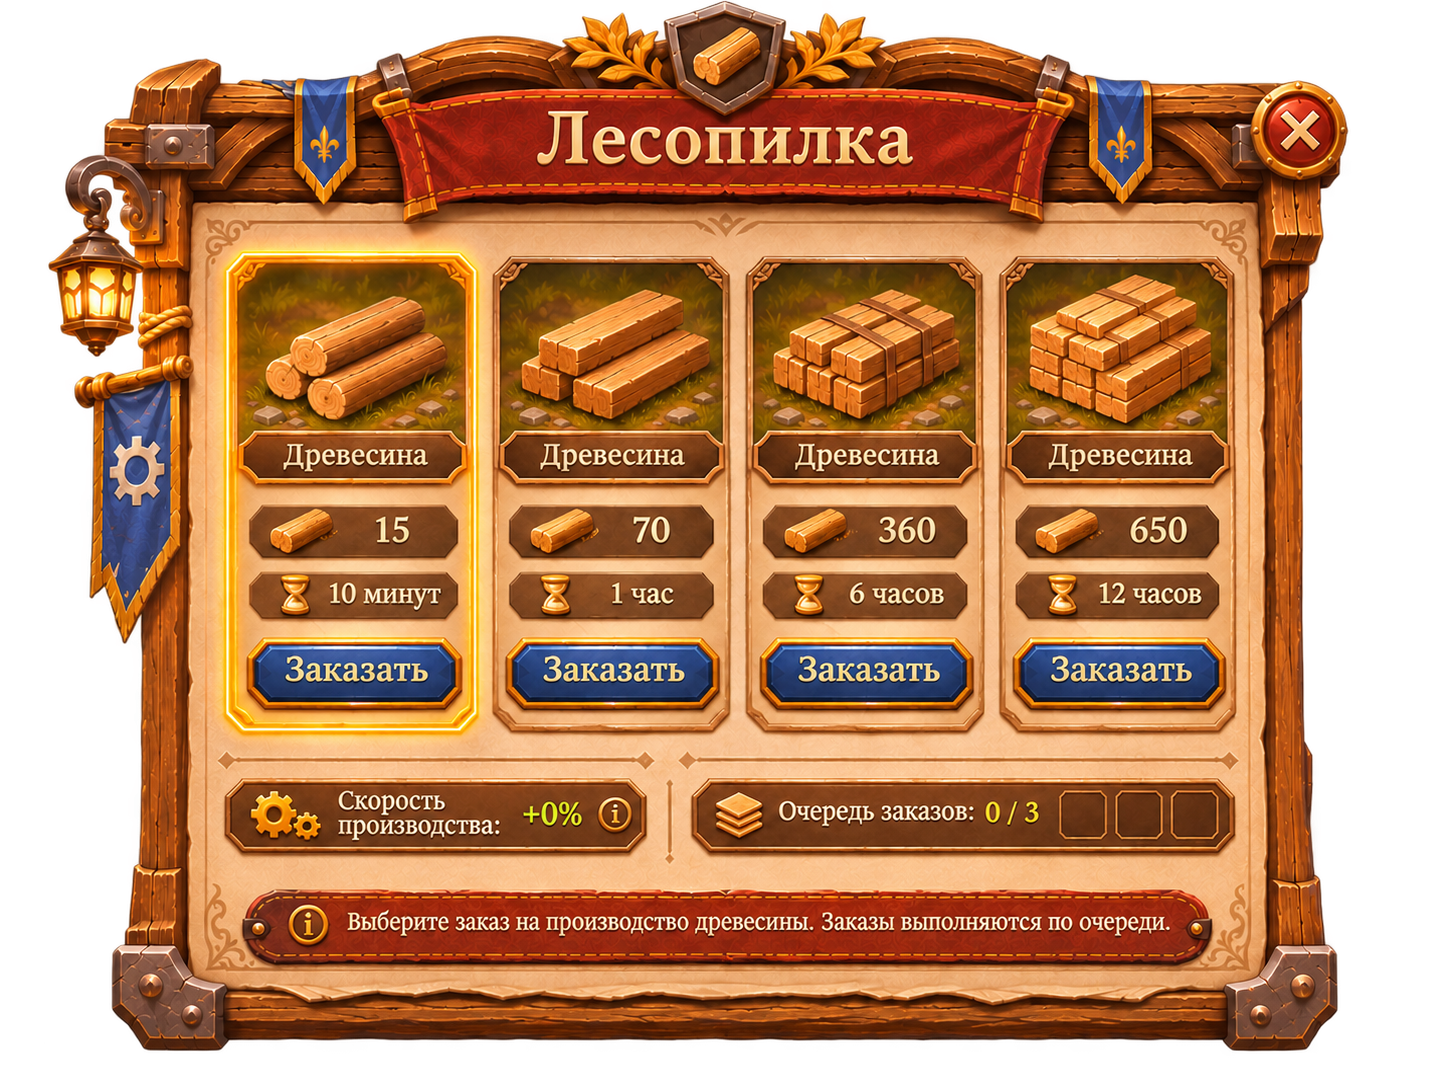 Лесопилка
Древесина
15
10 минут
Заказать
Древесина
70
1 час
Заказать
Древесина
360
6 часов
Заказать
Древесина
650
12 часов
Заказать
Скорость
производства:
+0%
Очередь заказов: 0 / 3
Выберите заказ на производство древесины. Заказы выполняются по очереди.